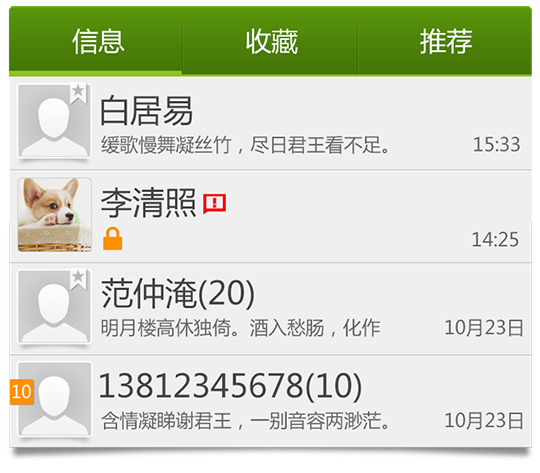 信息 收藏 推荐
白居易
缓歌慢舞凝丝竹，尽日君王看不足。 15:33
李清照
14:25
范仲淹(20)
明月楼高休独倚。酒入愁肠，化作 10月23日
10 13812345678(10)
含情凝睇谢君王，一别音容两渺茫。 10月23日